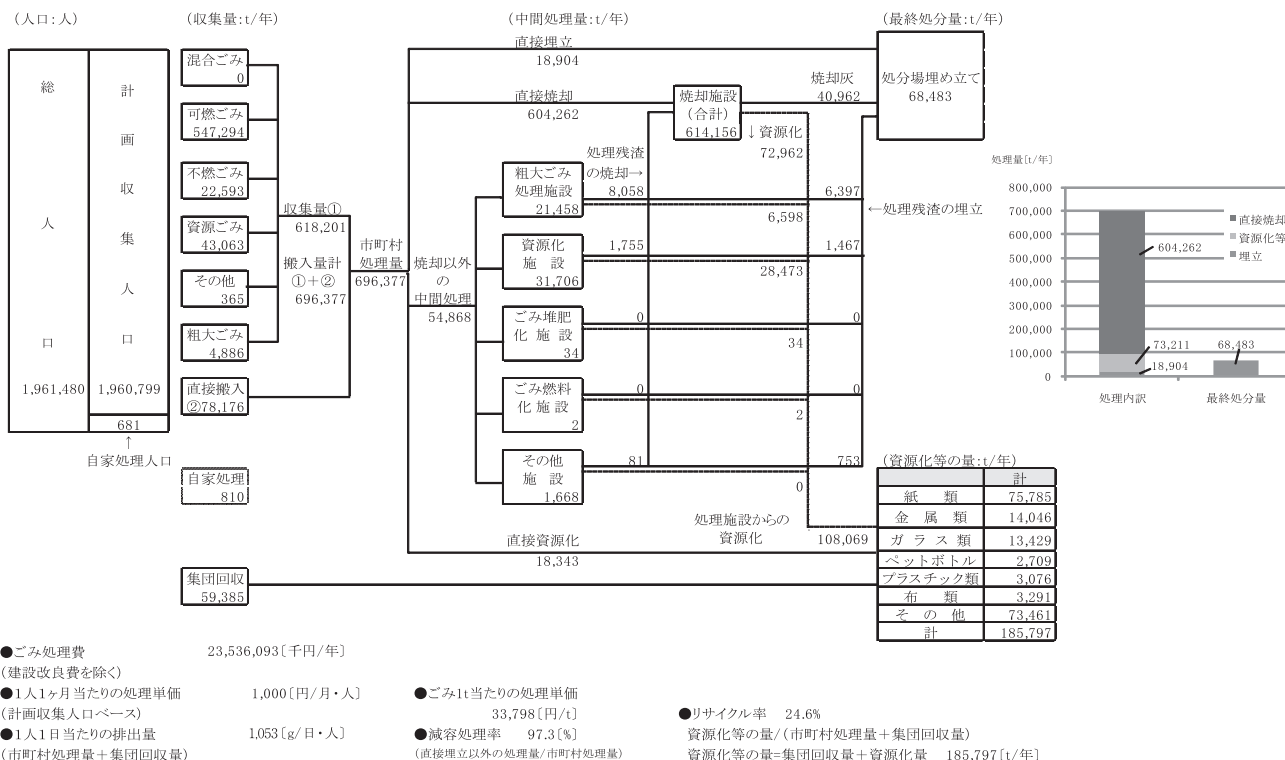 (人口:人)
(収集量:t/年)
(中間処理量:t/年)
(最終処分量:t/年)
総人口
1,961,480
計画収集人口
1,960,799
681
↑
自家処理人口
混合ごみ
0
可燃ごみ
547,294
不燃ごみ
22,593
資源ごみ
43,063
その他
365
粗大ごみ
4,886
直接搬入
②78,176
自家処理
810
集団回収
59,385
収集量①
618,201
搬入量計
①+②
696,377
市町村
処理量
696,377
直接埋立
18,904
直接焼却
604,262
焼却以外
の
中間処理
54,868
焼却施設
(合計)
614,156
焼却灰
40,962
↓資源化
72,962
処理残渣
の焼却→
粗大ごみ
処理施設
21,458
8,058
6,397
6,598
←処理残渣の埋立
資源化
施 設
31,706
1,755
1,467
28,473
ごみ堆肥
化 施 設
34
0
0
34
ごみ燃料
化 施 設
2
0
0
2
その他
施 設
1,668
81
753
0
処理施設からの
資源化
108,069
直接資源化
18,343
処分場埋め立て
68,483
(資源化等の量:t/年)
計
紙 類 75,785
金 属 類 14,046
ガ ラ ス 類 13,429
ペットボトル 2,709
プラスチック類 3,076
布 類 3,291
そ の 他 73,461
計 185,797
処理量[t/年]
800,000
700,000
600,000
500,000
400,000
300,000
200,000
100,000
0
604,262
73,211
18,904
68,483
処理内訳
最終処分量
■直接焼却
■資源化等
■埋立
●ごみ処理費 23,536,093[千円/年]
(建設改良費を除く)
●1人1ヶ月当たりの処理単価 1,000[円/月・人]
(計画収集人口ベース)
●1人1日当たりの排出量 1,053[g/日・人]
(市町村処理量+集団回収量)
●ごみ1t当たりの処理単価
33,798[円/t]
●減容処理率 97.3[%]
(直接埋立以外の処理量/市町村処理量)
●リサイクル率 24.6%
資源化等の量/(市町村処理量+集団回収量)
資源化等の量=集団回収量+資源化量 185,797[t/年]